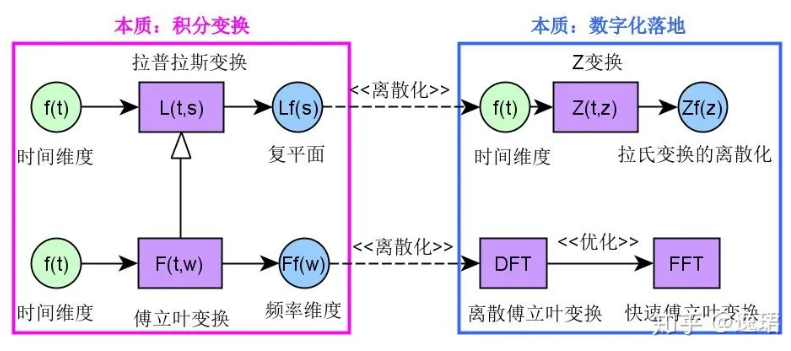 本质：积分变换
本质：数字化落地
拉普拉斯变换
f(t)
L(t,s)
Lf(s)
时间维度
复平面
<<离散化>>
Z变换
f(t)
Z(t,z)
Zf(z)
时间维度
拉氏变换的离散化
f(t)
F(t,w)
Ff(w)
时间维度
傅立叶变换
频率维度
<<离散化>>
DFT
<<优化>>
FFT
离散傅立叶变换
快速傅立叶变换
知乎 @逸珺